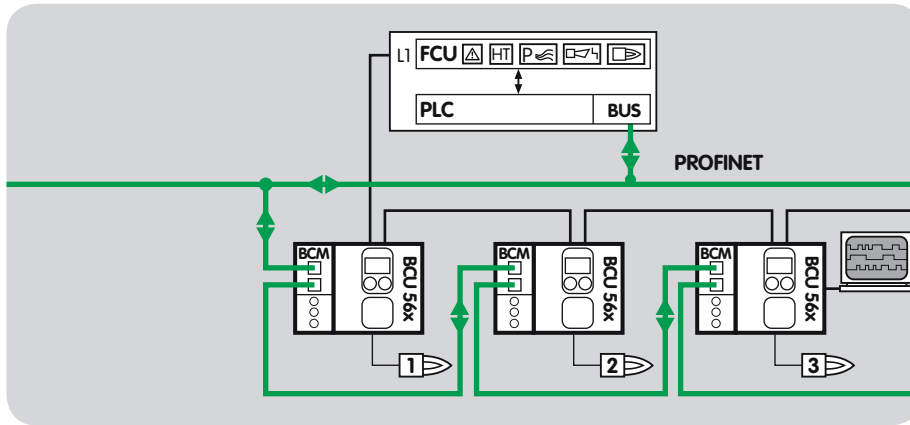 L1 FCU HT P
PLC BUS
PROFINET
BCM BCU 56x
BCM BCU 56x
BCM BCU 56x
1
2
3